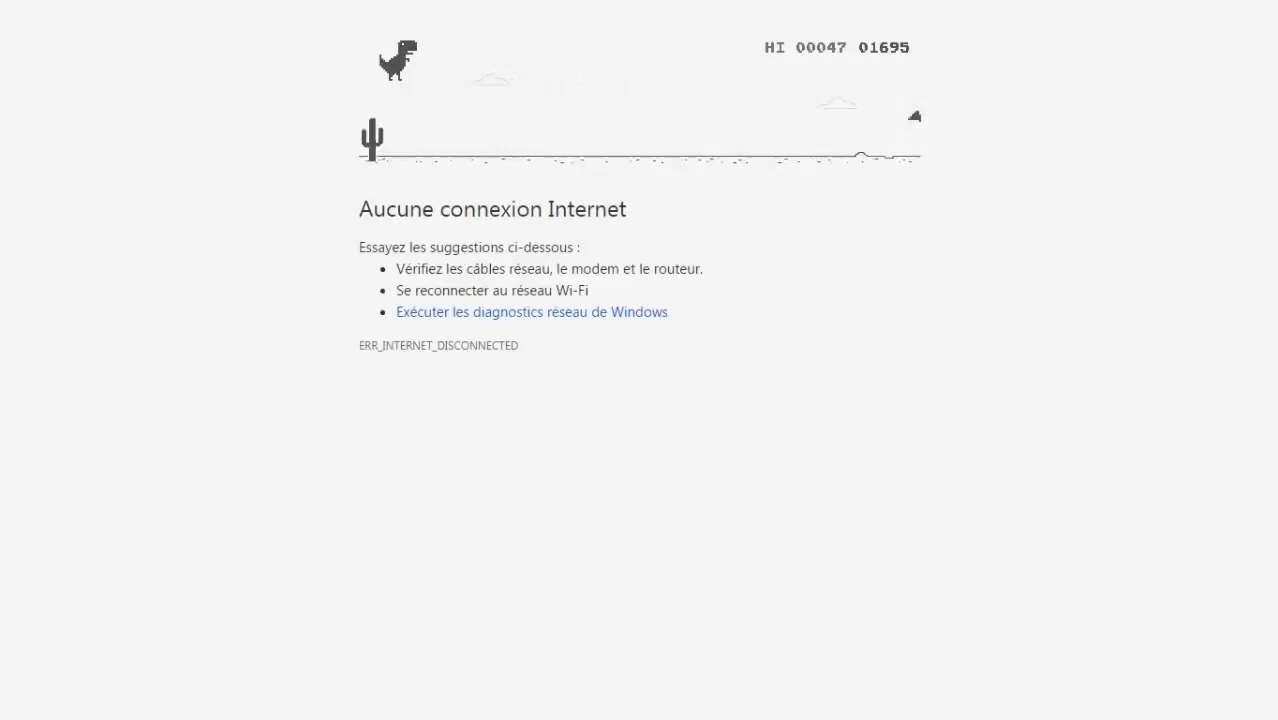 HI 00047 01695
Aucune connexion Internet
Essayez les suggestions ci-dessous :
Vérifiez les câbles réseau, le modem et le routeur.
Se reconnecter au réseau Wi-Fi
Exécuter les diagnostics réseau de Windows
ERR_INTERNET_DISCONNECTED